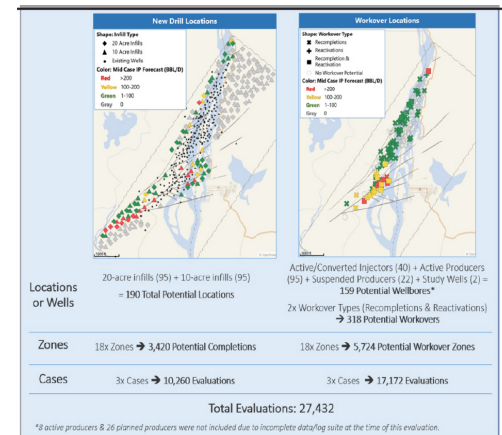 New Drill Locations
Shape: Infill Type
20 Acre Infills
10 Acre Infills
Existing Wells
Color: Mid Case IP Forecast (BBL/D)
Red >200
Yellow 100-200
Green 1-100
Gray 0
Workover Locations
Shape: Workover Type
Recompletions
Reactivations
Recompletion &
Reactivation
No Workover Potential
Color: Mid Case IP Forecast (BBL/D)
Red >200
Yellow 100-200
Green 1-100
Gray 0
Locations
or Wells
20-acre infills (95) + 10-acre infills (95)
= 190 Total Potential Locations
Active/Converted Injectors (40) + Active Producers
(95) + Suspended Producers (22) + Study Wells (2) =
159 Potential Wellbores*
2x Workover Types (Recompletions & Reactivations)
➔ 318 Potential Workovers
Zones
18x Zones ➔ 3,420 Potential Completions
18x Zones ➔ 5,724 Potential Workover Zones
Cases
3x Cases ➔ 10,260 Evaluations
3x Cases ➔ 17,172 Evaluations
Total Evaluations: 27,432
*8 active producers & 26 planned producers were not included due to incomplete data/log suite at the time of this evaluation.